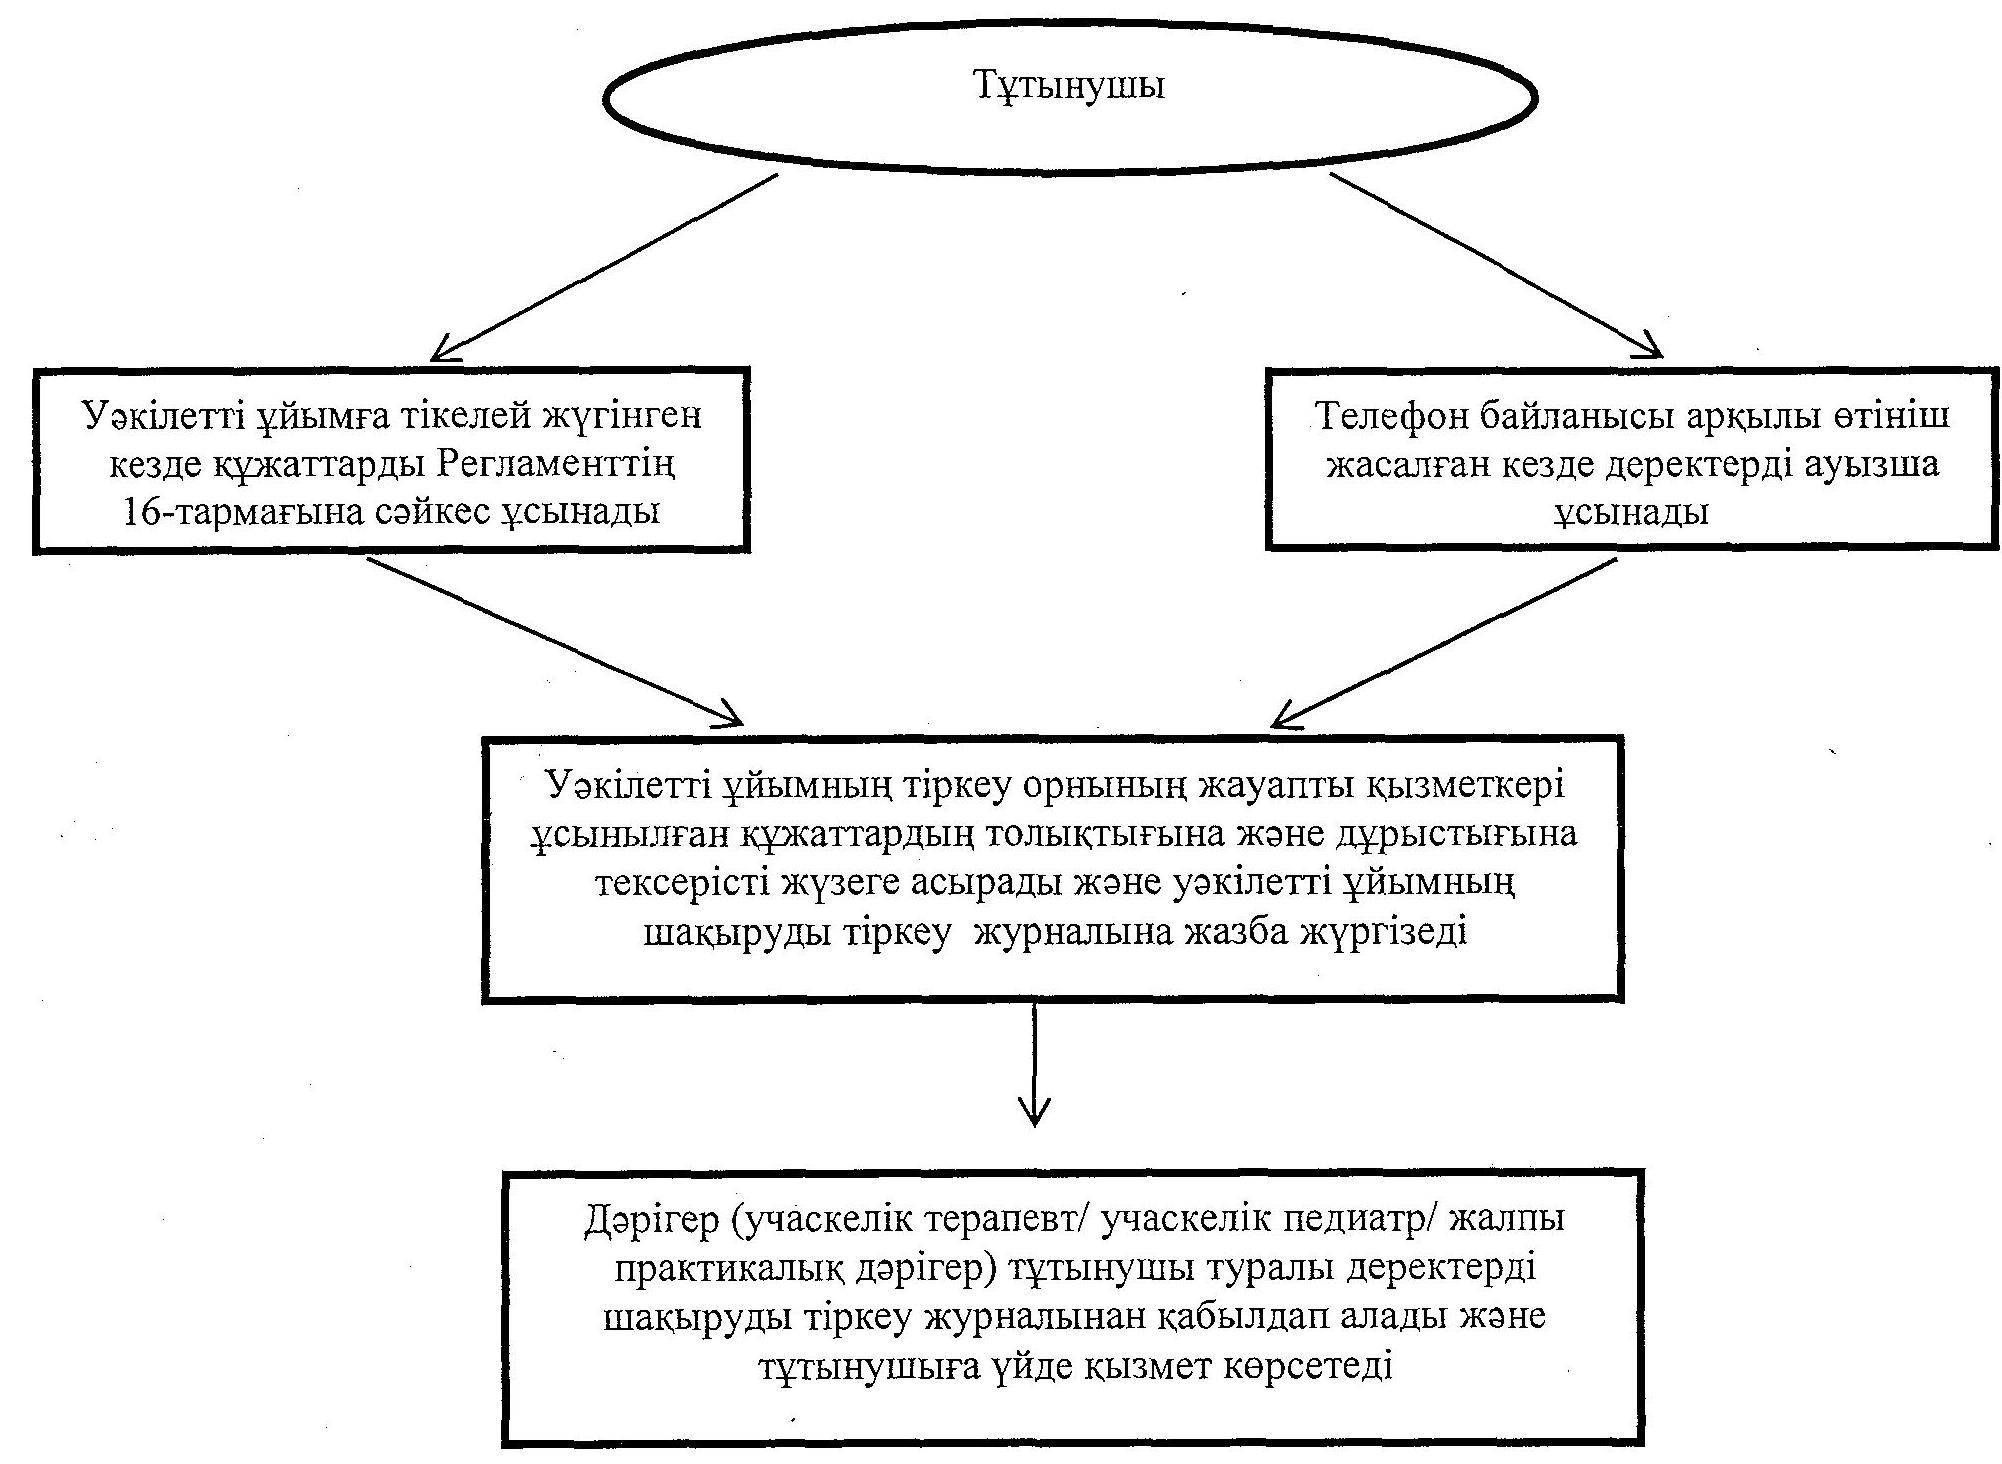 Тұтынушы
Уәкілетті ұйымға тікелей жүгінген
кезде құжаттарды Регламенттің
16-тармағына сәйкес ұсынады
Телефон байланысы арқылы өтініш
жасалған кезде деректерді ауызша
ұсынады
Уәкілетті ұйымның тіркеу орнының жауапты қызметкері
ұсынылған құжаттардың толықтығына және дұрыстығына
тексерісті жүзеге асырады және уәкілетті ұйымның
шақыруды тіркеу журналына жазба жүргізеді
Дәрігер (учаскелік терапевт/ учаскелік педиатр/ жалпы
практикалық дәрігер) тұтынушы туралы деректерді
шақыруды тіркеу журналынан қабылдап алады және
тұтынушыға үйде қызмет көрсетеді